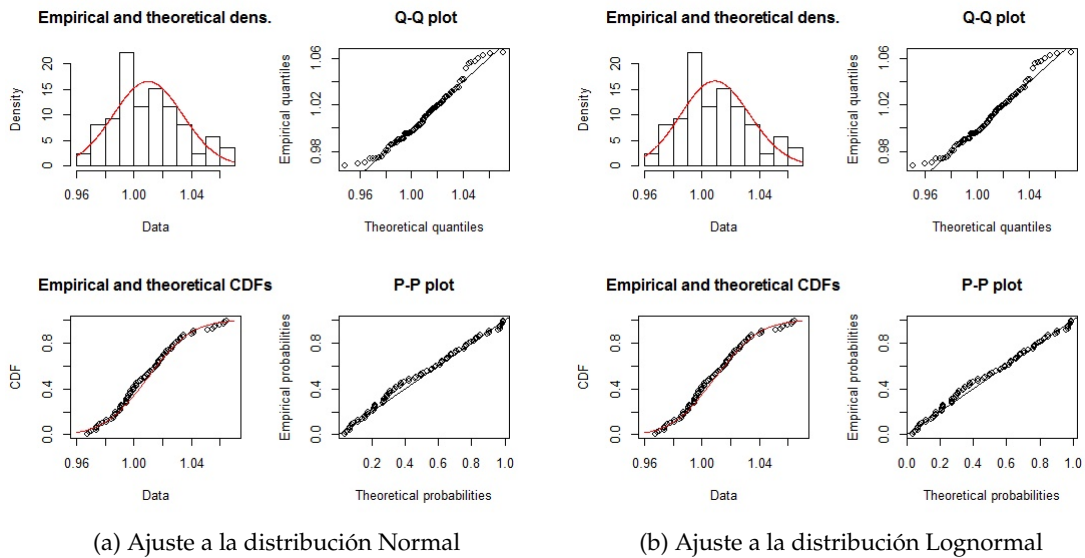 Empirical and theoretical dens.
Density
0 5 10 15 20
0.96 1.00 1.04
Data
Q-Q plot
Empirical quantiles
0.98 1.02 1.06
0.96 1.00 1.04
Theoretical quantiles
Empirical and theoretical CDFs
CDF
0.0 0.4 0.8
0.96 1.00 1.04
Data
P-P plot
Empirical probabilities
0.0 0.4 0.8
0.2 0.4 0.6 0.8 1.0
Theoretical probabilities
(a) Ajuste a la distribución Normal
Empirical and theoretical dens.
Density
0 5 10 15 20
0.96 1.00 1.04
Data
Q-Q plot
Empirical quantiles
0.98 1.02 1.06
0.96 1.00 1.04
Theoretical quantiles
Empirical and theoretical CDFs
CDF
0.0 0.4 0.8
0.96 1.00 1.04
Data
P-P plot
Empirical probabilities
0.0 0.4 0.8
0.0 0.2 0.4 0.6 0.8 1.0
Theoretical probabilities
(b) Ajuste a la distribución Lognormal